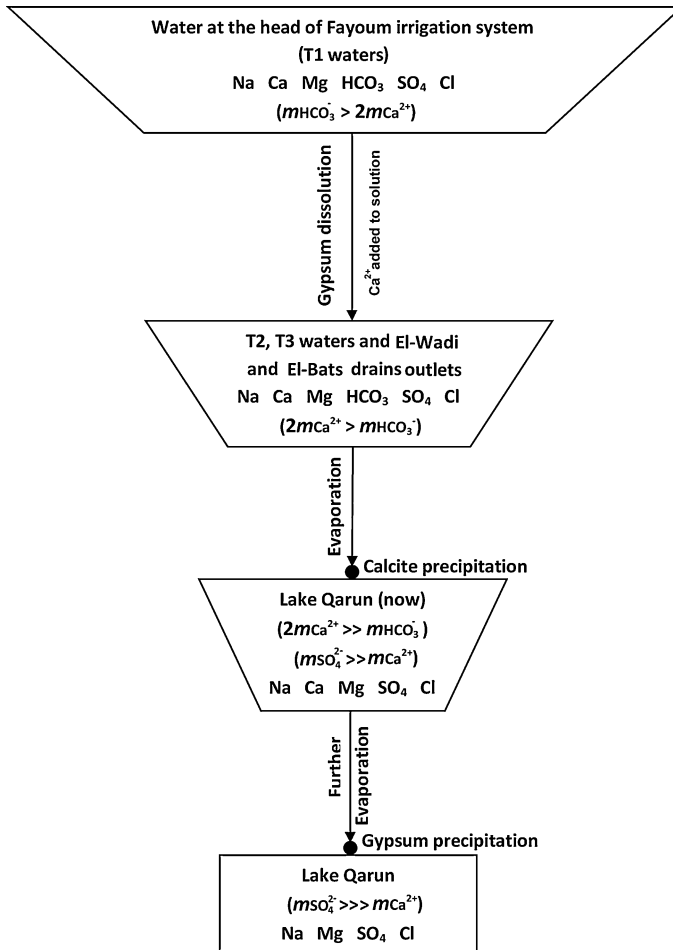 Water at the head of Fayoum irrigation system
(T1 waters)
Na Ca Mg HCO₃ SO₄ Cl
(mHCO₃⁻ > 2mCa²⁺)
Gypsum dissolution
Ca²⁺ added to solution
T2, T3 waters and El-Wadi
and El-Bats drains outlets
Na Ca Mg HCO₃ SO₄ Cl
(2mCa²⁺ > mHCO₃⁻)
Evaporation
Calcite precipitation
Lake Qarun (now)
(2mCa²⁺ >> mHCO₃⁻)
(mSO₄²⁻ >> mCa²⁺)
Na Ca Mg SO₄ Cl
Further
Evaporation
Gypsum precipitation
Lake Qarun
(mSO₄²⁻ >>> mCa²⁺)
Na Mg SO₄ Cl